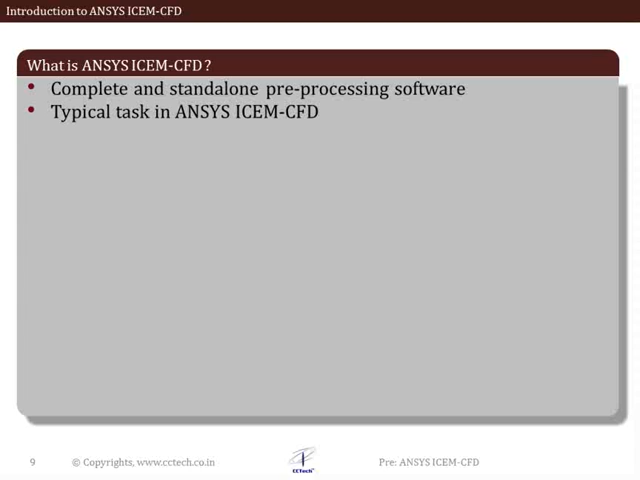 Introduction to ANSYS ICEM-CFD
What is ANSYS ICEM-CFD ?
• Complete and standalone pre-processing software
• Typical task in ANSYS ICEM-CFD
9 © Copyrights, www.cctech.co.in CCTech™ Pre: ANSYS ICEM-CFD